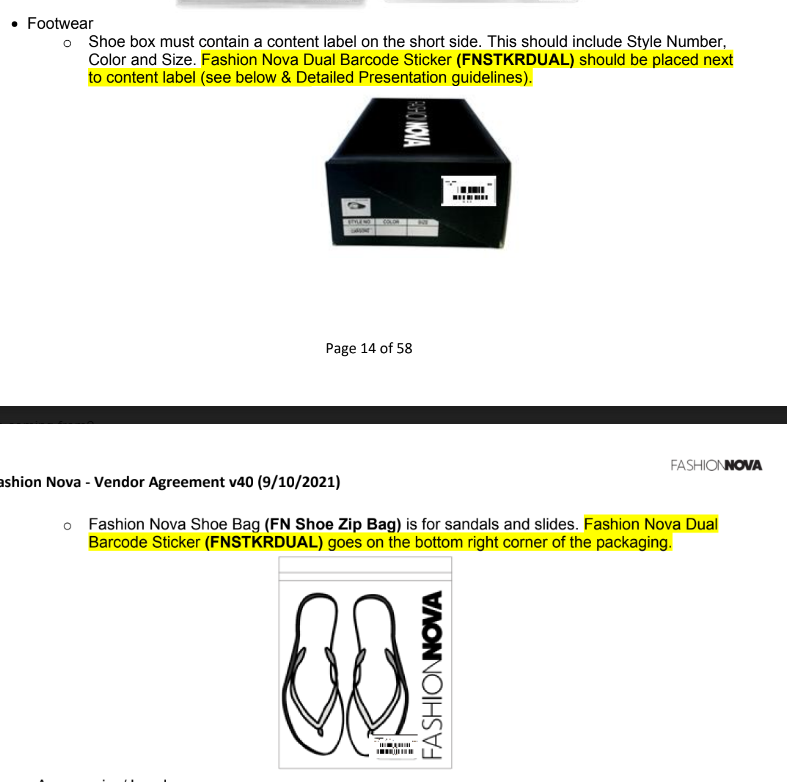 • Footwear
o Shoe box must contain a content label on the short side. This should include Style Number,
Color and Size. Fashion Nova Dual Barcode Sticker (FNSTKRDUAL) should be placed next
to content label (see below & Detailed Presentation guidelines).
FASHIONNOVA
STYLE NO COLOR SIZE
Page 14 of 58
FASHIONNOVA
ashion Nova - Vendor Agreement v40 (9/10/2021)
o Fashion Nova Shoe Bag (FN Shoe Zip Bag) is for sandals and slides. Fashion Nova Dual
Barcode Sticker (FNSTKRDUAL) goes on the bottom right corner of the packaging.
FASHIONNOVA